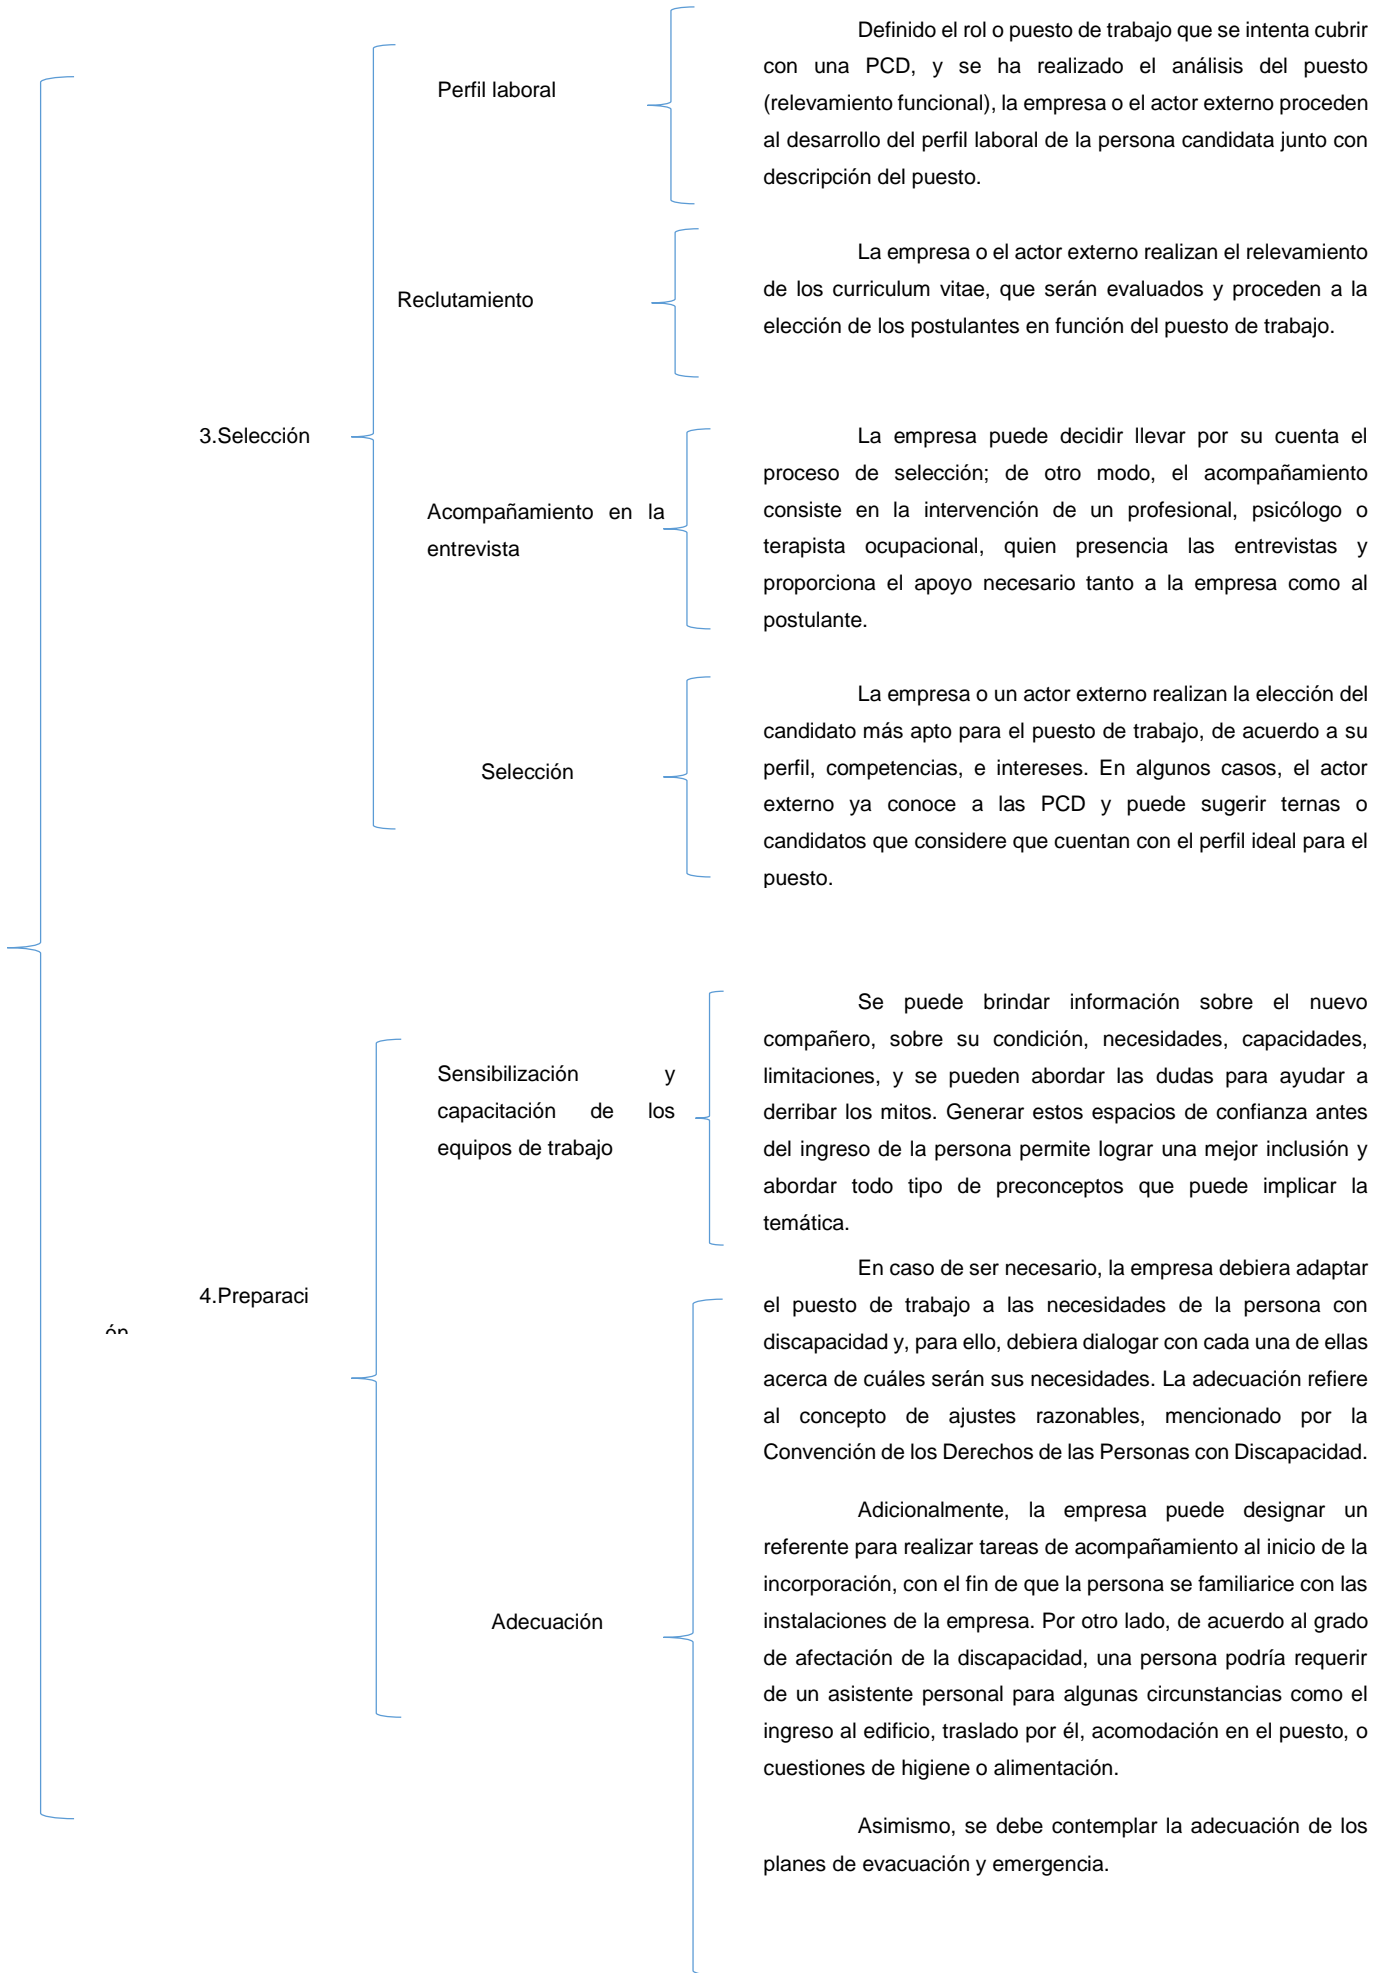 3.Selección
Perfil laboral
Definido el rol o puesto de trabajo que se intenta cubrir
con una PCD, y se ha realizado el análisis del puesto
(relevamiento funcional), la empresa o el actor externo proceden
al desarrollo del perfil laboral de la persona candidata junto con
descripción del puesto.
Reclutamiento
La empresa o el actor externo realizan el relevamiento
de los curriculum vitae, que serán evaluados y proceden a la
elección de los postulantes en función del puesto de trabajo.
Acompañamiento en la
entrevista
La empresa puede decidir llevar por su cuenta el
proceso de selección; de otro modo, el acompañamiento
consiste en la intervención de un profesional, psicólogo o
terapista ocupacional, quien presencia las entrevistas y
proporciona el apoyo necesario tanto a la empresa como al
postulante.
Selección
La empresa o un actor externo realizan la elección del
candidato más apto para el puesto de trabajo, de acuerdo a su
perfil, competencias, e intereses. En algunos casos, el actor
externo ya conoce a las PCD y puede sugerir ternas o
candidatos que considere que cuentan con el perfil ideal para el
puesto.
4.Preparaci
ón
Sensibilización y
capacitación de los
equipos de trabajo
Se puede brindar información sobre el nuevo
compañero, sobre su condición, necesidades, capacidades,
limitaciones, y se pueden abordar las dudas para ayudar a
derribar los mitos. Generar estos espacios de confianza antes
del ingreso de la persona permite lograr una mejor inclusión y
abordar todo tipo de preconceptos que puede implicar la
temática.
Adecuación
En caso de ser necesario, la empresa debiera adaptar
el puesto de trabajo a las necesidades de la persona con
discapacidad y, para ello, debiera dialogar con cada una de ellas
acerca de cuáles serán sus necesidades. La adecuación refiere
al concepto de ajustes razonables, mencionado por la
Convención de los Derechos de las Personas con Discapacidad.
Adicionalmente, la empresa puede designar un
referente para realizar tareas de acompañamiento al inicio de la
incorporación, con el fin de que la persona se familiarice con las
instalaciones de la empresa. Por otro lado, de acuerdo al grado
de afectación de la discapacidad, una persona podría requerir
de un asistente personal para algunas circunstancias como el
ingreso al edificio, traslado por él, acomodación en el puesto, o
cuestiones de higiene o alimentación.
Asimismo, se debe contemplar la adecuación de los
planes de evacuación y emergencia.